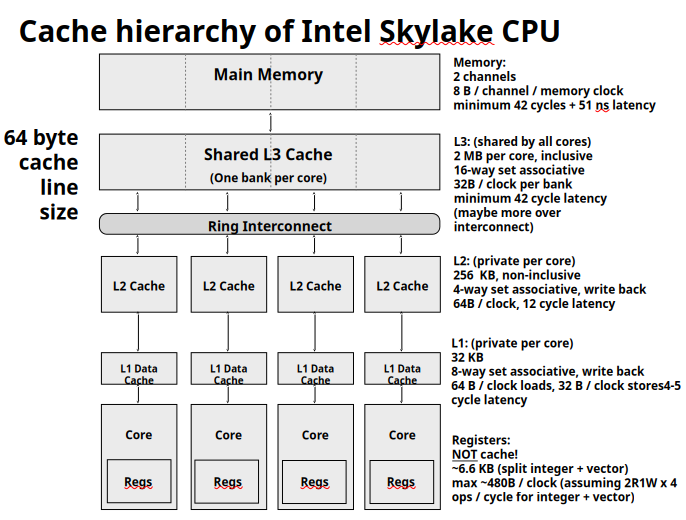 Cache hierarchy of Intel Skylake CPU
Main Memory
Memory:
2 channels
8 B / channel / memory clock
minimum 42 cycles + 51 ns latency
64 byte
cache
line
size
Shared L3 Cache
(One bank per core)
L3: (shared by all cores)
2 MB per core, inclusive
16-way set associative
32B / clock per bank
minimum 42 cycle latency
(maybe more over
interconnect)
Ring Interconnect
L2 Cache
L2 Cache
L2 Cache
L2 Cache
L2: (private per core)
256 KB, non-inclusive
4-way set associative, write back
64B / clock, 12 cycle latency
L1 Data
Cache
L1 Data
Cache
L1 Data
Cache
L1 Data
Cache
L1: (private per core)
32 KB
8-way set associative, write back
64 B / clock loads, 32 B / clock stores4-5
cycle latency
Core
Core
Core
Core
Regs
Regs
Regs
Regs
Registers:
NOT cache!
~6.6 KB (split integer + vector)
max ~480B / clock (assuming 2R1W x 4
ops / cycle for integer + vector)